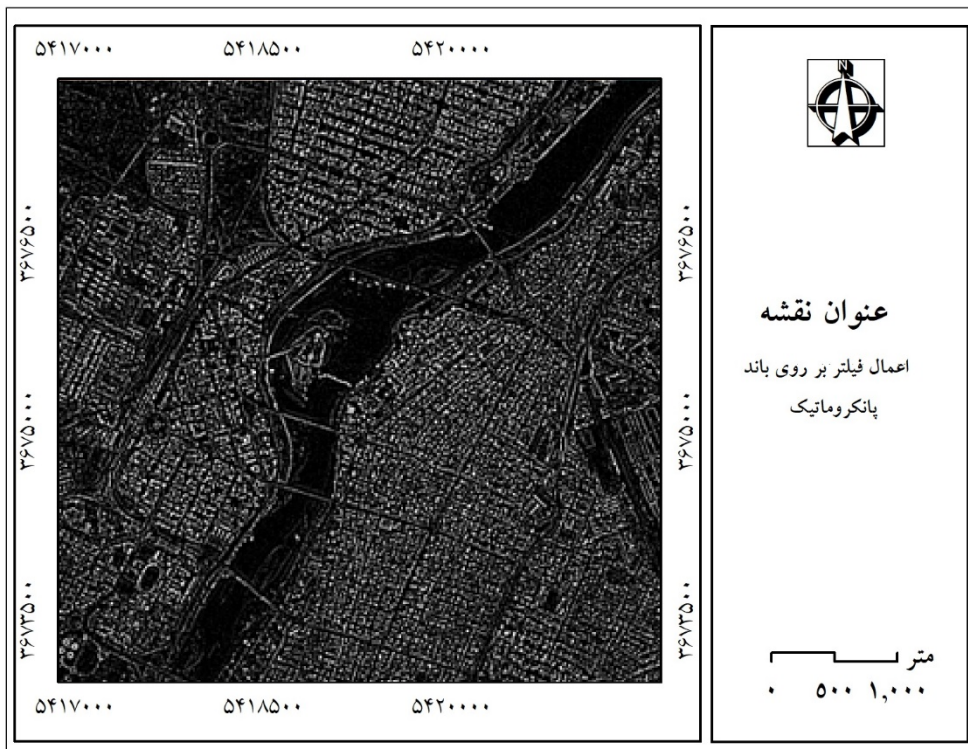 ۵۴۱۷۰۰۰ ۵۴۱۸۵۰۰ ۵۴۲۰۰۰۰
۳۶۷۶۵۰۰ ۳۶۷۶۵۰۰
۳۶۷۵۰۰۰ ۳۶۷۵۰۰۰
۳۶۷۳۵۰۰ ۳۶۷۳۵۰۰
۵۴۱۷۰۰۰ ۵۴۱۸۵۰۰ ۵۴۲۰۰۰۰
N
عنوان نقشه
اعمال فیلتر بر روی باند
پانکروماتیک
متر
۰ ۵۰۰ ۱,۰۰۰